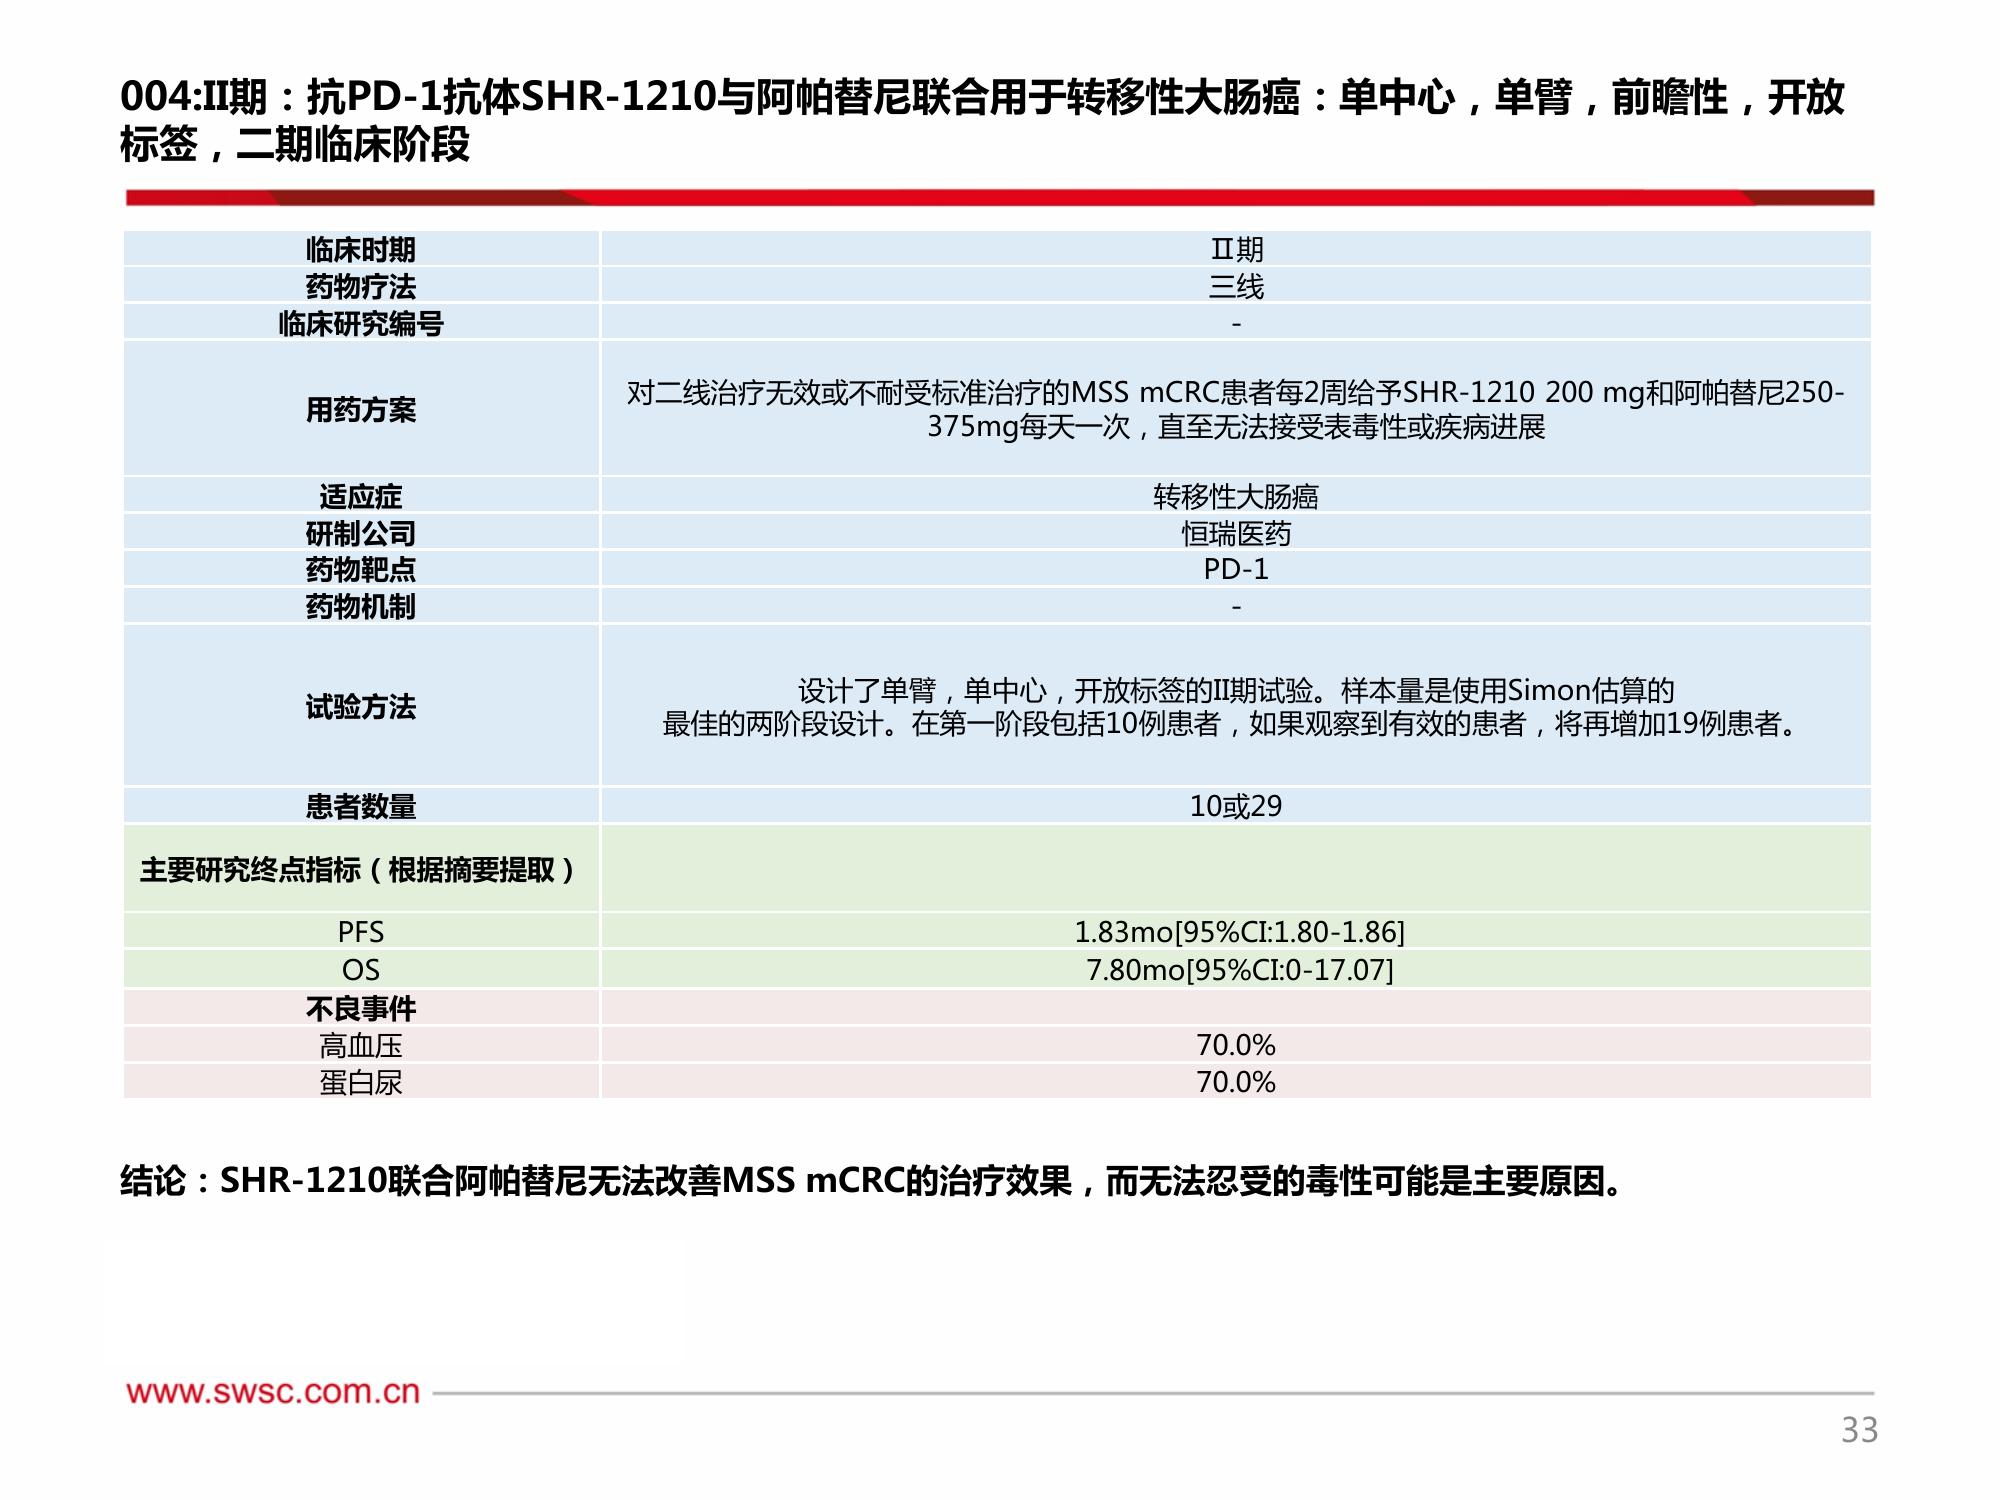 004:II期：抗PD-1抗体SHR-1210与阿帕替尼联合用于转移性大肠癌：单中心，单臂，前瞻性，开放
标签，二期临床阶段
临床时期 Ⅱ期
药物疗法 三线
临床研究编号 -
用药方案 对二线治疗无效或不耐受标准治疗的MSS mCRC患者每2周给予SHR-1210 200 mg和阿帕替尼250-
375mg每天一次，直至无法接受表毒性或疾病进展
适应症 转移性大肠癌
研制公司 恒瑞医药
药物靶点 PD-1
药物机制 -
试验方法 设计了单臂，单中心，开放标签的II期试验。样本量是使用Simon估算的
最佳的两阶段设计。在第一阶段包括10例患者，如果观察到有效的患者，将再增加19例患者。
患者数量 10或29
主要研究终点指标（根据摘要提取）
PFS 1.83mo[95%CI:1.80-1.86]
OS 7.80mo[95%CI:0-17.07]
不良事件
高血压 70.0%
蛋白尿 70.0%
结论：SHR-1210联合阿帕替尼无法改善MSS mCRC的治疗效果，而无法忍受的毒性可能是主要原因。
www.swsc.com.cn
33